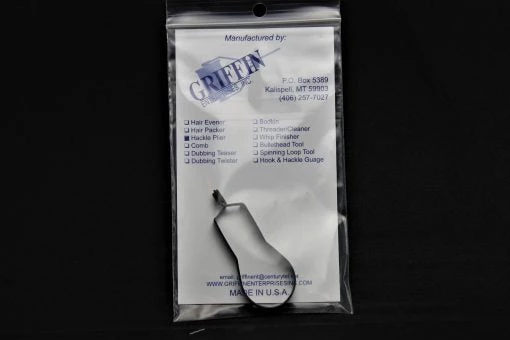 Manufactured by:
GRIFFIN
ENTERPRISES INC.
P.O. Box 5389
Kalispell, MT 59903
(406) 257-7027
Hair Evener
Hair Packer
Hackle Plier
Comb
Dubbing Teaser
Dubbing Twister
Bodkin
Threader/Cleaner
Whip Finisher
Bullethead Tool
Spinning Loop Tool
Hook & Hackle Guage
WWW.GRIFFINENTERPRISESINC.COM
MADE IN U.S.A.